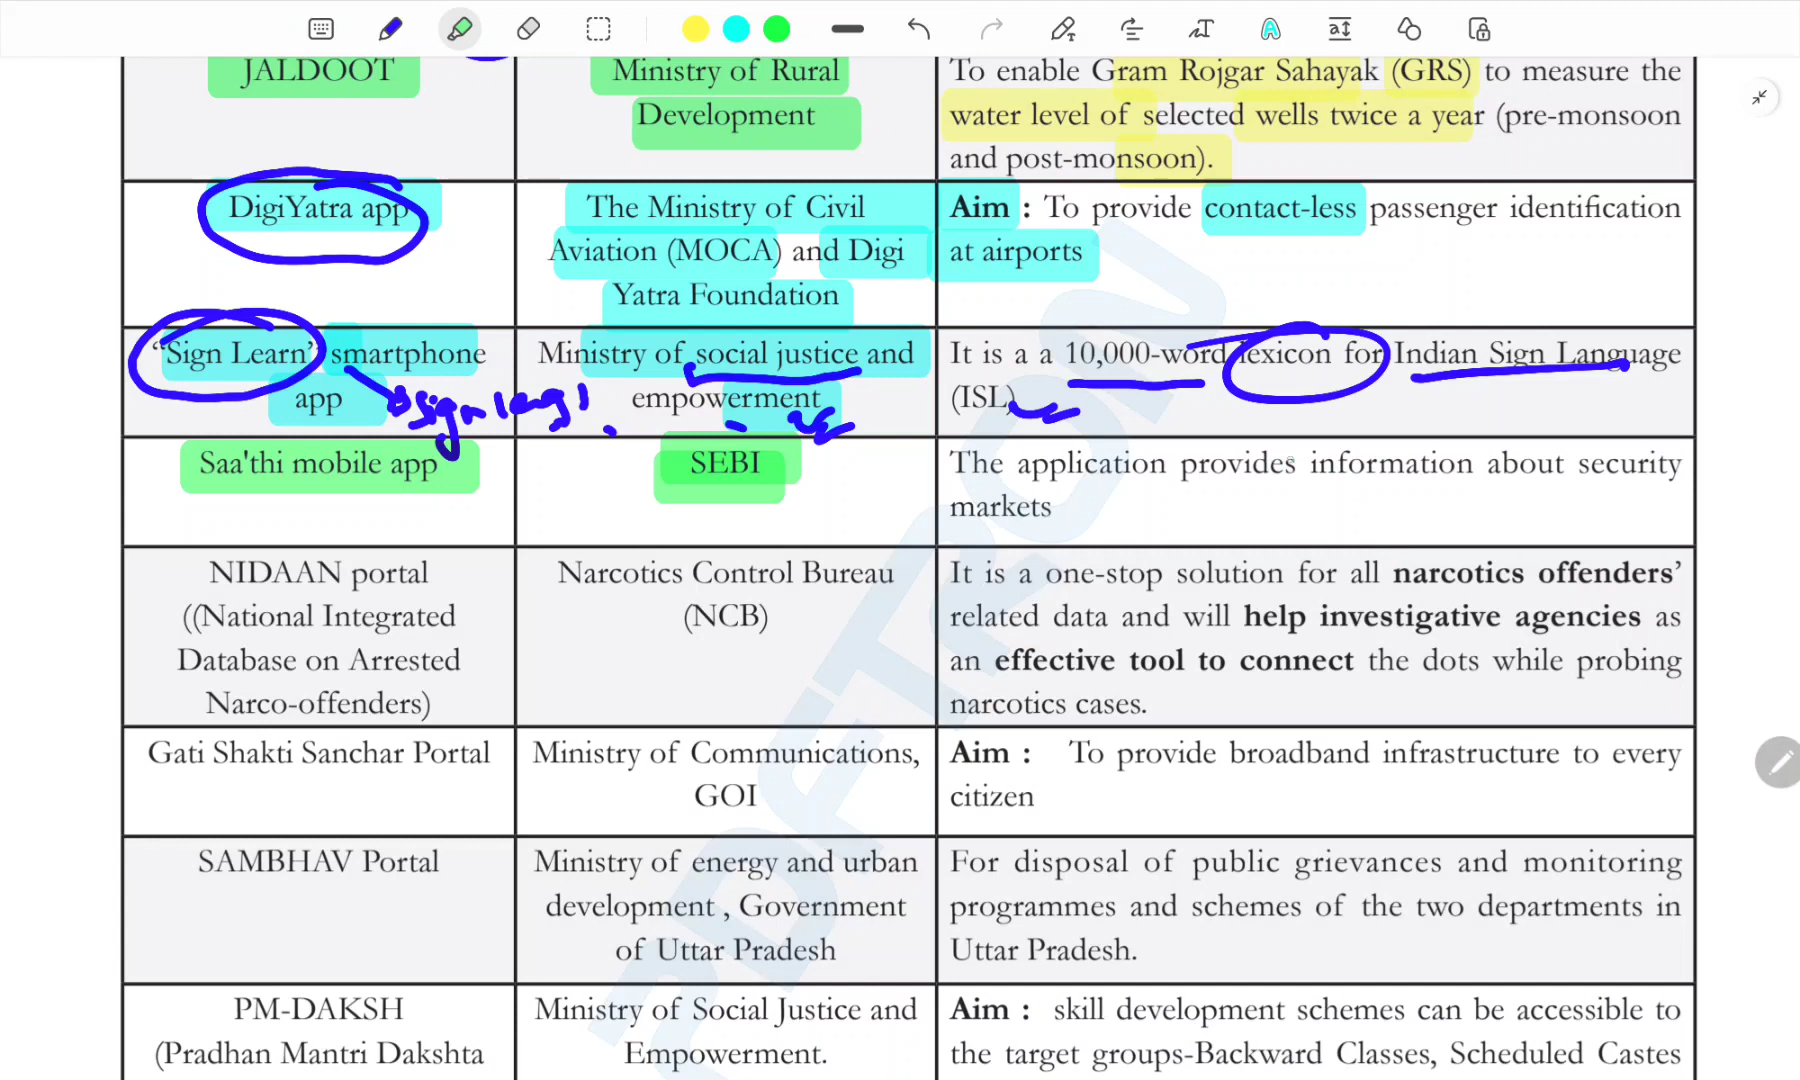 JALDOOT
Ministry of Rural
Development
To enable Gram Rojgar Sahayak (GRS) to measure the
water level of selected wells twice a year (pre-monsoon
and post-monsoon).
DigiYatra app
The Ministry of Civil
Aviation (MOCA) and Digi
Yatra Foundation
Aim : To provide contact-less passenger identification
at airports
“Sign Learn” smartphone
app
Ministry of social justice and
empowerment
It is a a 10,000-word lexicon for Indian Sign Language
(ISL)
sign lang
Saa'thi mobile app
SEBI
The application provides information about security
markets
NIDAAN portal
((National Integrated
Database on Arrested
Narco-offenders)
Narcotics Control Bureau
(NCB)
It is a one-stop solution for all narcotics offenders’
related data and will help investigative agencies as
an effective tool to connect the dots while probing
narcotics cases.
Gati Shakti Sanchar Portal
Ministry of Communications,
GOI
Aim : To provide broadband infrastructure to every
citizen
SAMBHAV Portal
Ministry of energy and urban
development , Government
of Uttar Pradesh
For disposal of public grievances and monitoring
programmes and schemes of the two departments in
Uttar Pradesh.
PM-DAKSH
(Pradhan Mantri Dakshta
Ministry of Social Justice and
Empowerment.
Aim : skill development schemes can be accessible to
the target groups-Backward Classes, Scheduled Castes
PDFTRON